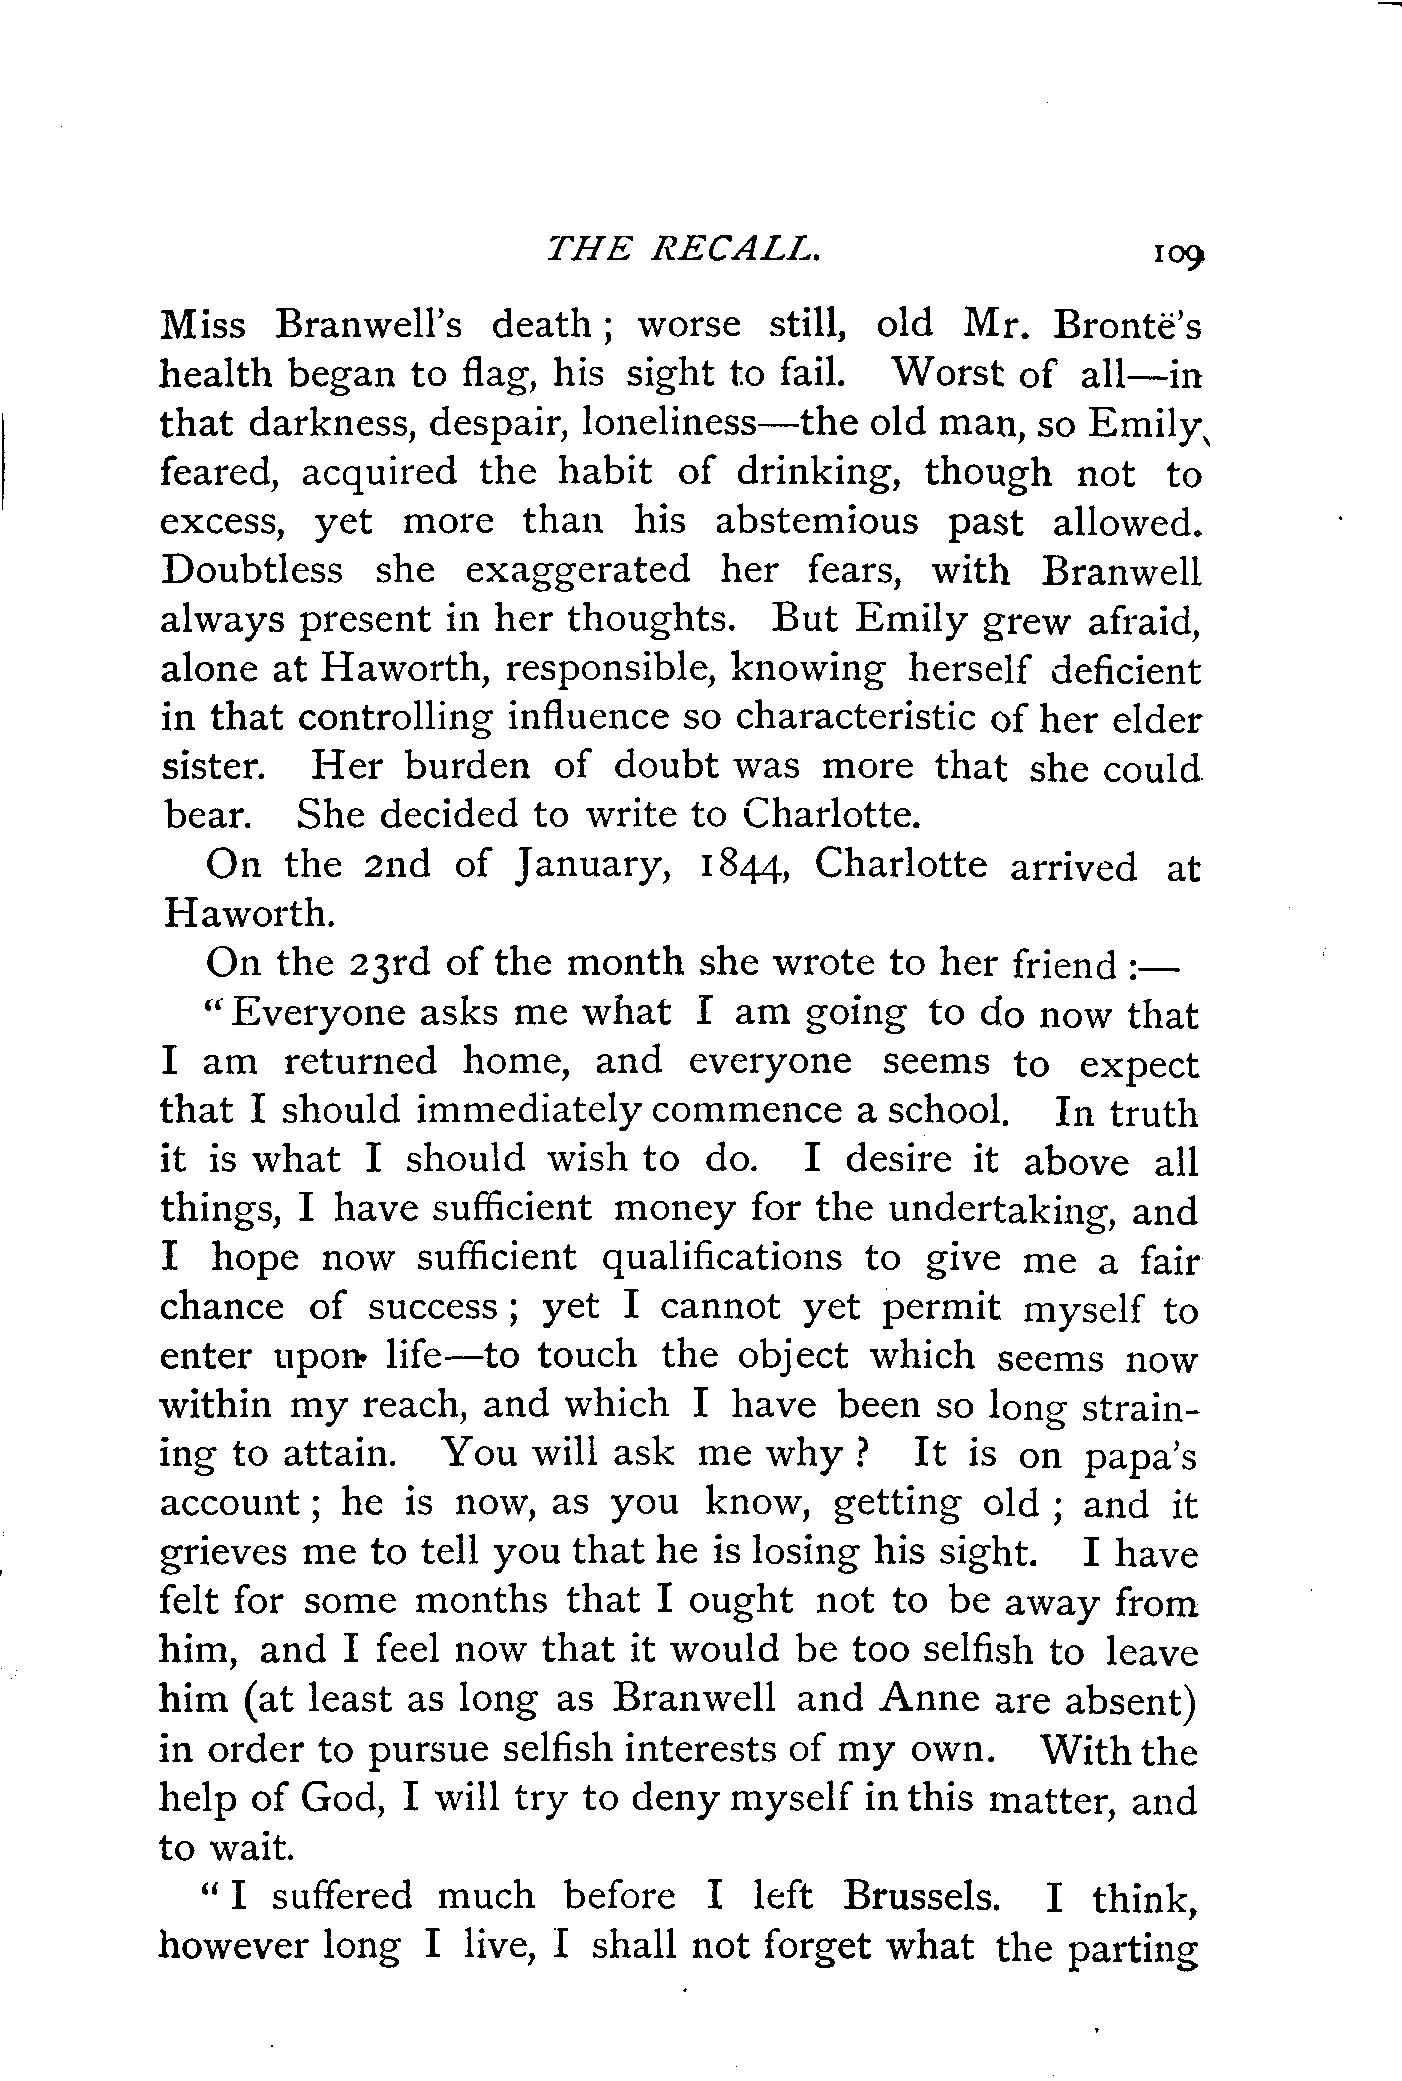 THE RECALL. 109
Miss Branwell's death; worse still, old Mr. Brontë's
health began to flag, his sight to fail. Worst of all—in
that darkness, despair, loneliness—the old man, so Emily
feared, acquired the habit of drinking, though not to
excess, yet more than his abstemious past allowed.
Doubtless she exaggerated her fears, with Branwell
always present in her thoughts. But Emily grew afraid,
alone at Haworth, responsible, knowing herself deficient
in that controlling influence so characteristic of her elder
sister. Her burden of doubt was more that she could
bear. She decided to write to Charlotte.
On the 2nd of January, 1844, Charlotte arrived at
Haworth.
On the 23rd of the month she wrote to her friend:—
"Everyone asks me what I am going to do now that
I am returned home, and everyone seems to expect
that I should immediately commence a school. In truth
it is what I should wish to do. I desire it above all
things, I have sufficient money for the undertaking, and
I hope now sufficient qualifications to give me a fair
chance of success; yet I cannot yet permit myself to
enter upon life—to touch the object which seems now
within my reach, and which I have been so long strain-
ing to attain. You will ask me why? It is on papa's
account; he is now, as you know, getting old; and it
grieves me to tell you that he is losing his sight. I have
felt for some months that I ought not to be away from
him, and I feel now that it would be too selfish to leave
him (at least as long as Branwell and Anne are absent)
in order to pursue selfish interests of my own. With the
help of God, I will try to deny myself in this matter, and
to wait.
"I suffered much before I left Brussels. I think,
however long I live, I shall not forget what the parting